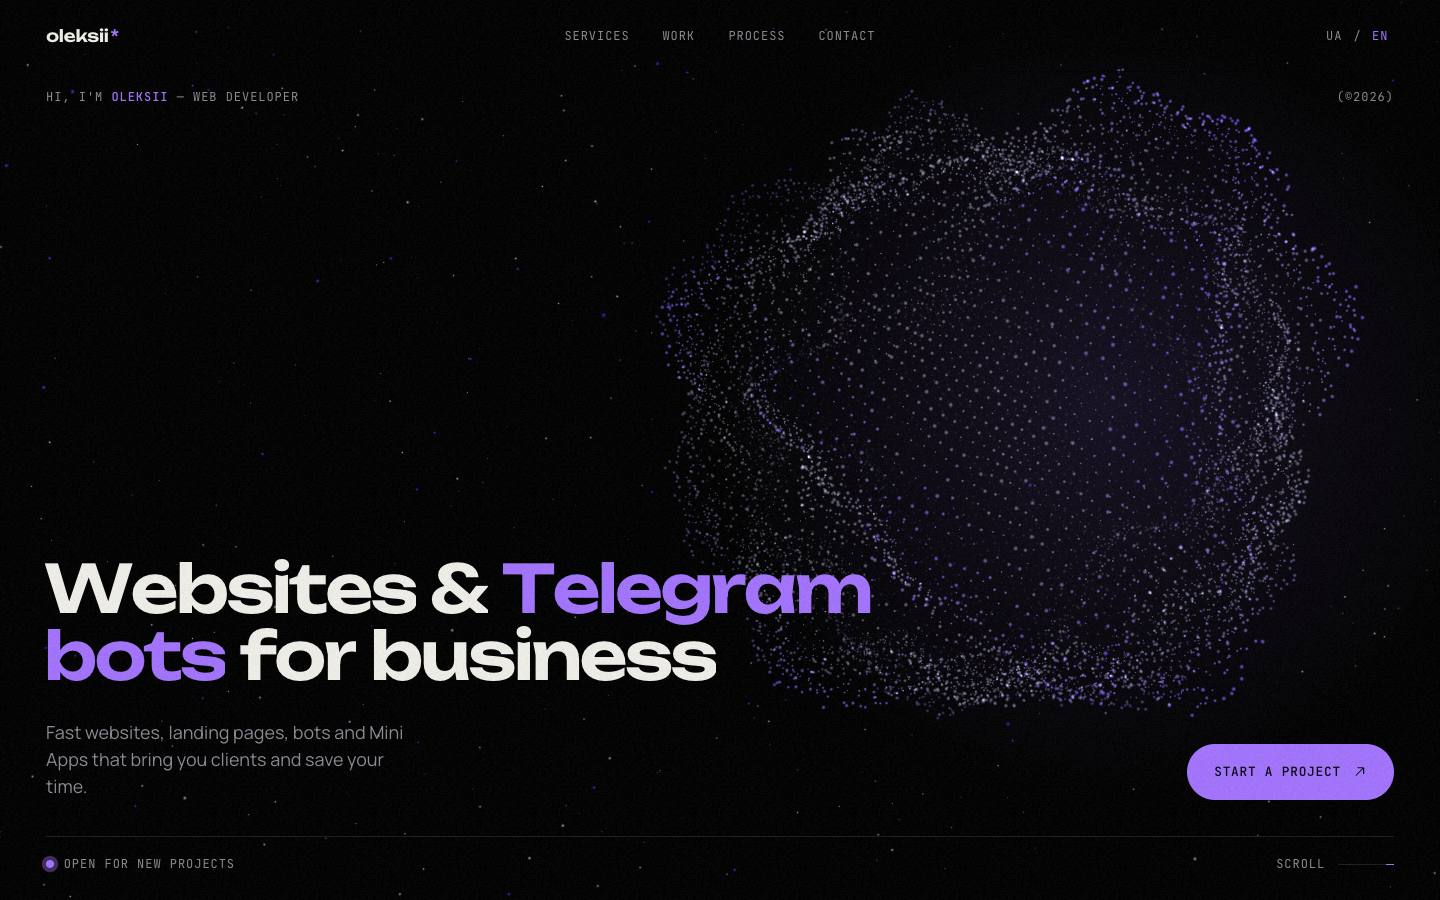 oleksii*
SERVICES WORK PROCESS CONTACT
UA / EN
HI, I'M OLEKSII — WEB DEVELOPER
(©2026)
Websites & Telegram
bots for business
Fast websites, landing pages, bots and Mini
Apps that bring you clients and save your
time.
START A PROJECT ↗
OPEN FOR NEW PROJECTS
SCROLL